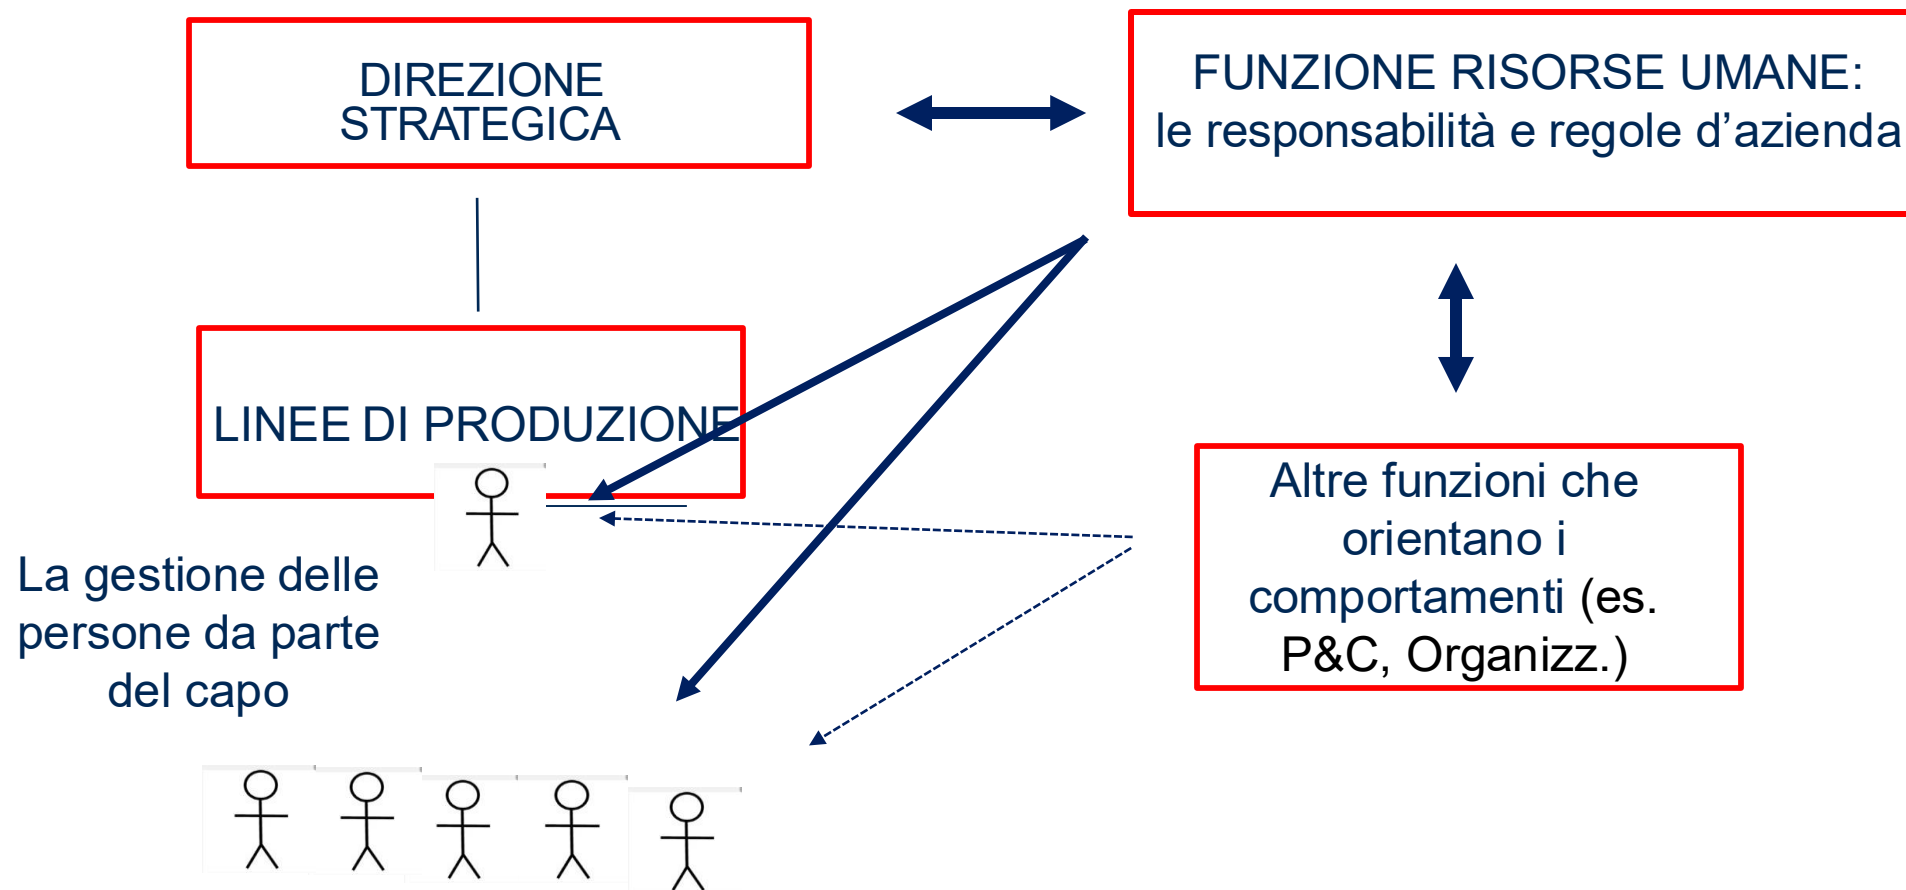 DIREZIONE
STRATEGICA
FUNZIONE RISORSE UMANE:
le responsabilità e regole d’azienda
LINEE DI PRODUZIONE
La gestione delle
persone da parte
del capo
Altre funzioni che
orientano i
comportamenti (es.
P&C, Organizz.)